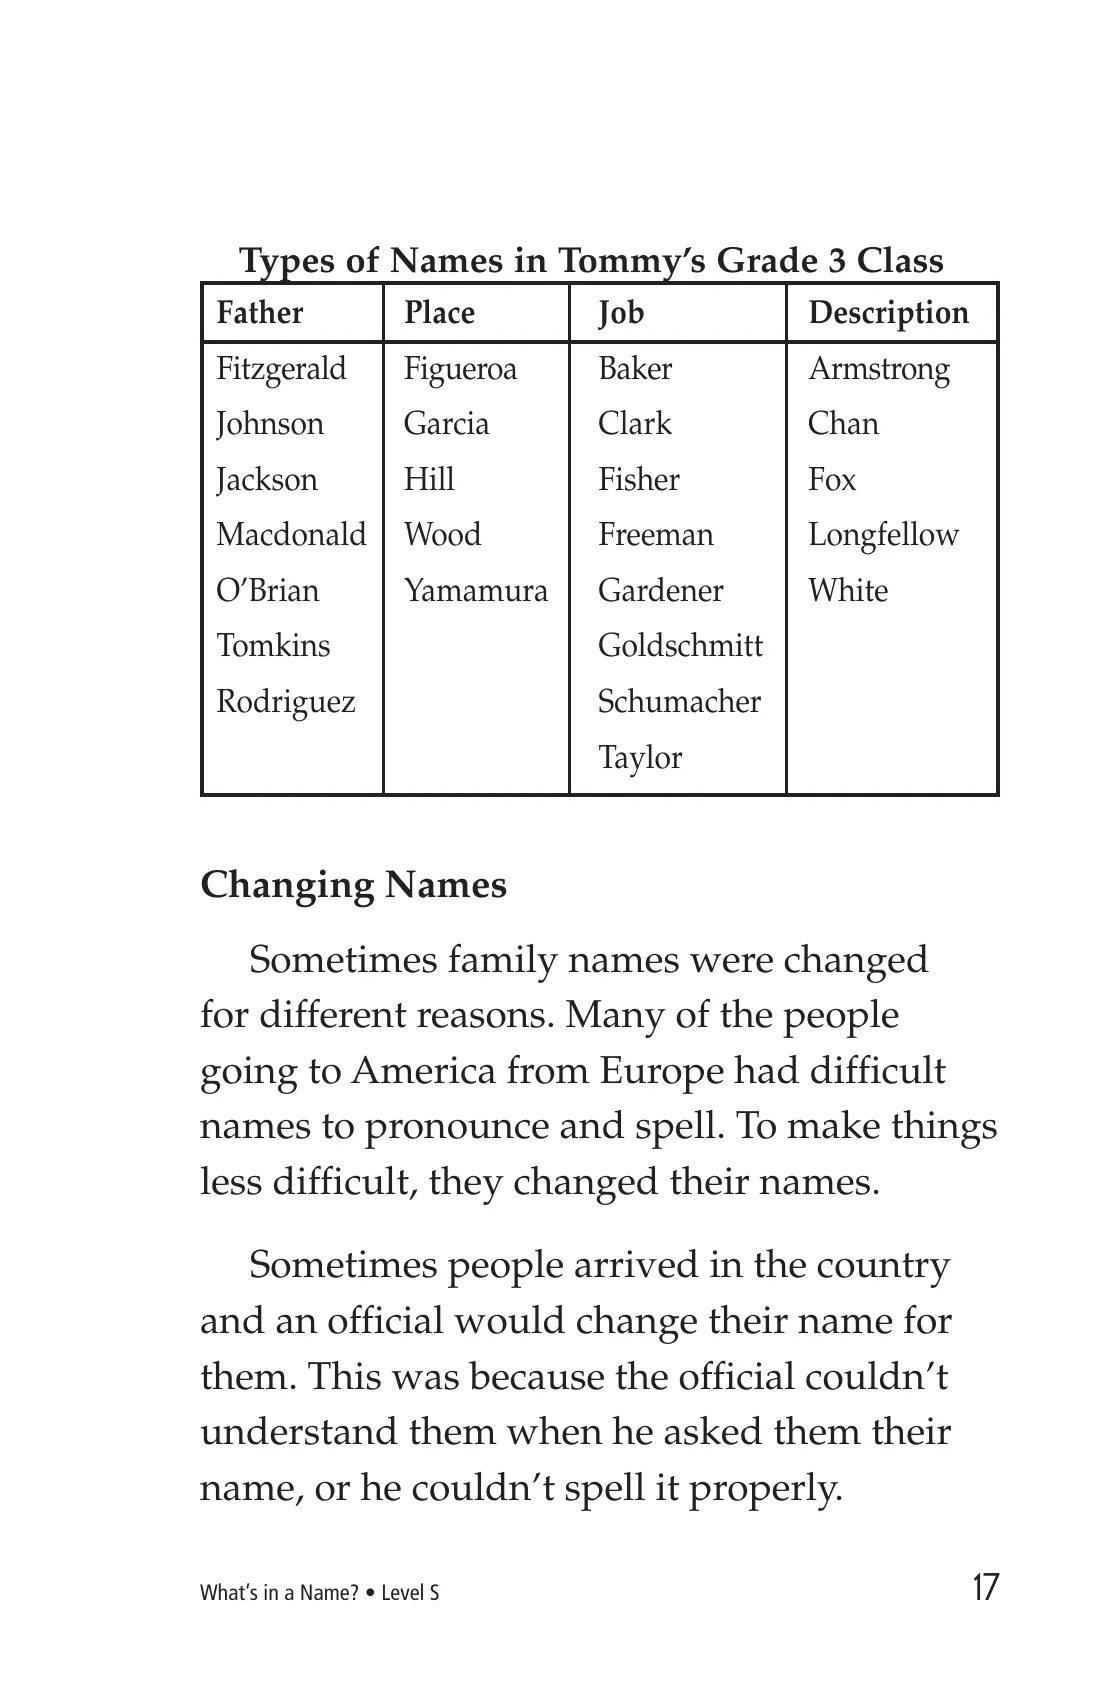 Types of Names in Tommy’s Grade 3 Class
Father Place Job Description
Fitzgerald Figueroa Baker Armstrong
Johnson Garcia Clark Chan
Jackson Hill Fisher Fox
Macdonald Wood Freeman Longfellow
O’Brian Yamamura Gardener White
Tomkins Goldschmitt
Rodriguez Schumacher
Taylor
Changing Names
Sometimes family names were changed
for different reasons. Many of the people
going to America from Europe had difficult
names to pronounce and spell. To make things
less difficult, they changed their names.
Sometimes people arrived in the country
and an official would change their name for
them. This was because the official couldn’t
understand them when he asked them their
name, or he couldn’t spell it properly.
What’s in a Name? • Level S 17